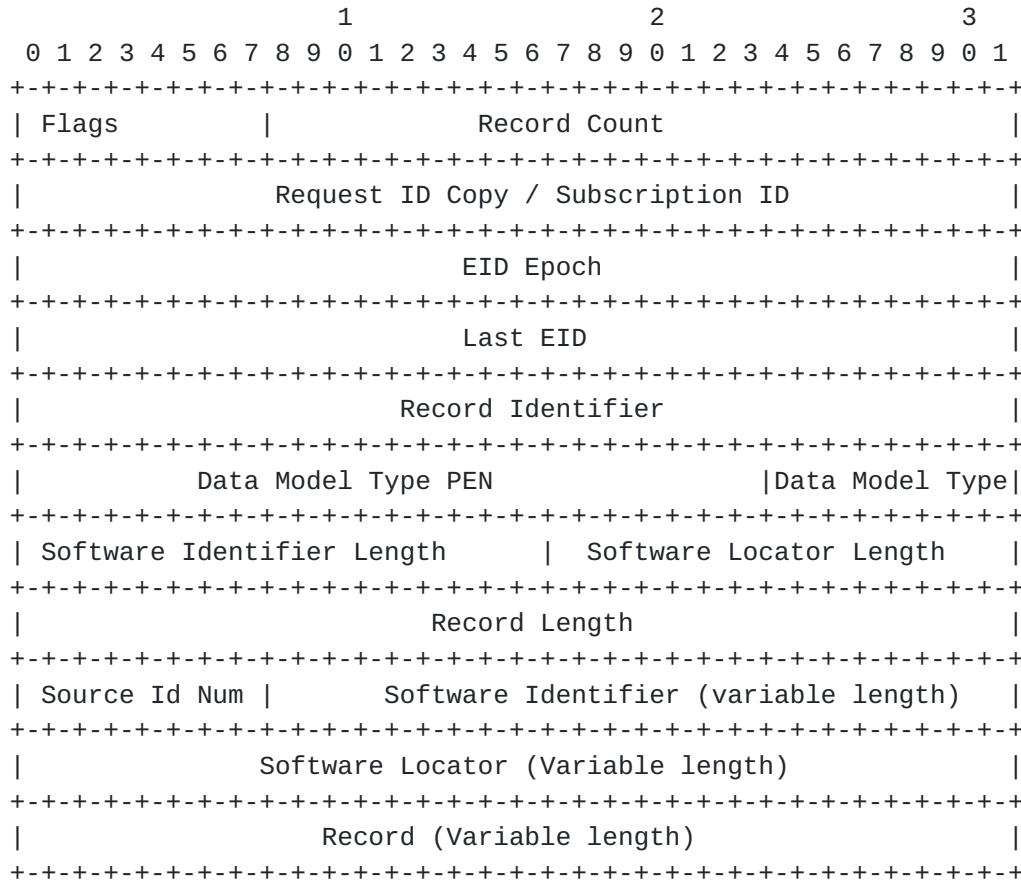 1                   2                   3
 0 1 2 3 4 5 6 7 8 9 0 1 2 3 4 5 6 7 8 9 0 1 2 3 4 5 6 7 8 9 0 1
+-+-+-+-+-+-+-+-+-+-+-+-+-+-+-+-+-+-+-+-+-+-+-+-+-+-+-+-+-+-+-+-+
| Flags         |             Record Count                      |
+-+-+-+-+-+-+-+-+-+-+-+-+-+-+-+-+-+-+-+-+-+-+-+-+-+-+-+-+-+-+-+-+
|                Request ID Copy / Subscription ID              |
+-+-+-+-+-+-+-+-+-+-+-+-+-+-+-+-+-+-+-+-+-+-+-+-+-+-+-+-+-+-+-+-+
|                            EID Epoch                          |
+-+-+-+-+-+-+-+-+-+-+-+-+-+-+-+-+-+-+-+-+-+-+-+-+-+-+-+-+-+-+-+-+
|                            Last EID                           |
+-+-+-+-+-+-+-+-+-+-+-+-+-+-+-+-+-+-+-+-+-+-+-+-+-+-+-+-+-+-+-+-+
|                        Record Identifier                      |
+-+-+-+-+-+-+-+-+-+-+-+-+-+-+-+-+-+-+-+-+-+-+-+-+-+-+-+-+-+-+-+-+
|           Data Model Type PEN                 |Data Model Type|
+-+-+-+-+-+-+-+-+-+-+-+-+-+-+-+-+-+-+-+-+-+-+-+-+-+-+-+-+-+-+-+-+
| Software Identifier Length      |  Software Locator Length    |
+-+-+-+-+-+-+-+-+-+-+-+-+-+-+-+-+-+-+-+-+-+-+-+-+-+-+-+-+-+-+-+-+
|                          Record Length                        |
+-+-+-+-+-+-+-+-+-+-+-+-+-+-+-+-+-+-+-+-+-+-+-+-+-+-+-+-+-+-+-+-+
| Source Id Num |       Software Identifier (variable length)   |
+-+-+-+-+-+-+-+-+-+-+-+-+-+-+-+-+-+-+-+-+-+-+-+-+-+-+-+-+-+-+-+-+
|               Software Locator (Variable length)              |
+-+-+-+-+-+-+-+-+-+-+-+-+-+-+-+-+-+-+-+-+-+-+-+-+-+-+-+-+-+-+-+-+
|                   Record (Variable length)                    |
+-+-+-+-+-+-+-+-+-+-+-+-+-+-+-+-+-+-+-+-+-+-+-+-+-+-+-+-+-+-+-+-+